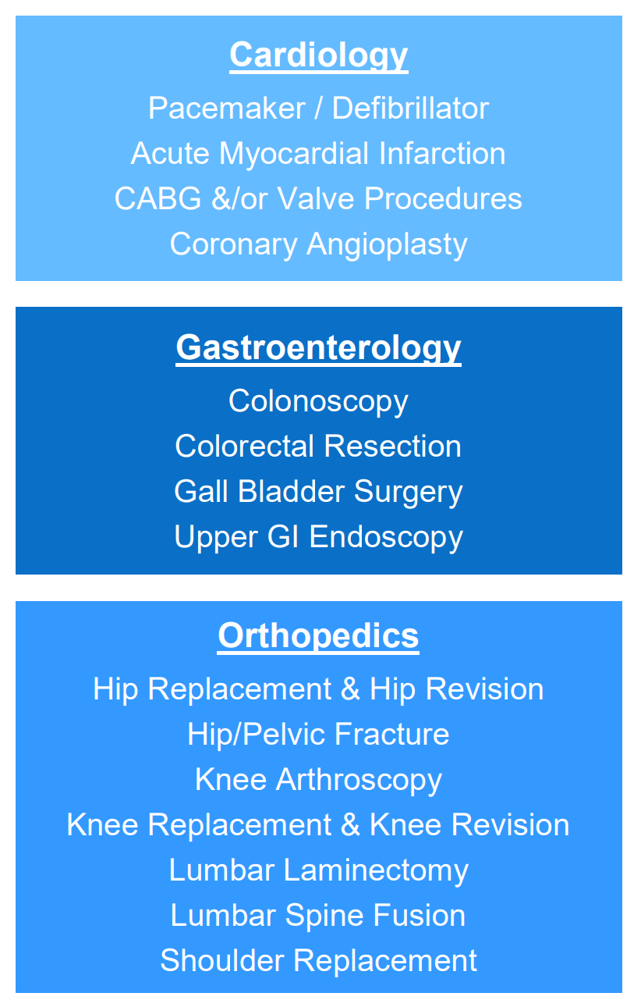 Cardiology
Pacemaker / Defibrillator
Acute Myocardial Infarction
CABG &/or Valve Procedures
Coronary Angioplasty
Gastroenterology
Colonoscopy
Colorectal Resection
Gall Bladder Surgery
Upper GI Endoscopy
Orthopedics
Hip Replacement & Hip Revision
Hip/Pelvic Fracture
Knee Arthroscopy
Knee Replacement & Knee Revision
Lumbar Laminectomy
Lumbar Spine Fusion
Shoulder Replacement